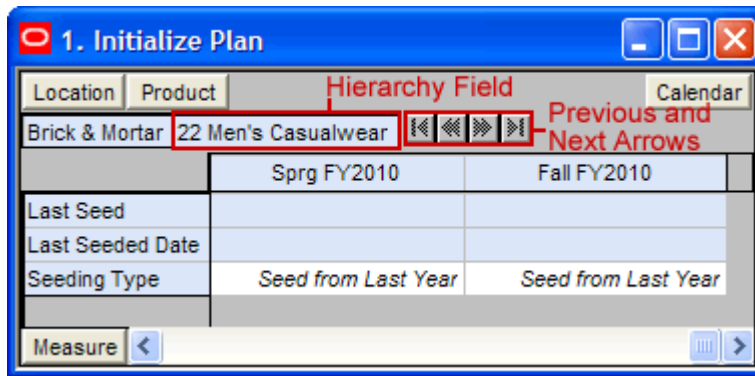 1. Initialize Plan
Location Product Hierarchy Field Calendar
Brick & Mortar 22 Men's Casualwear Previous and
Next Arrows
Sprg FY2010 Fall FY2010
Last Seed
Last Seeded Date
Seeding Type Seed from Last Year Seed from Last Year
Measure